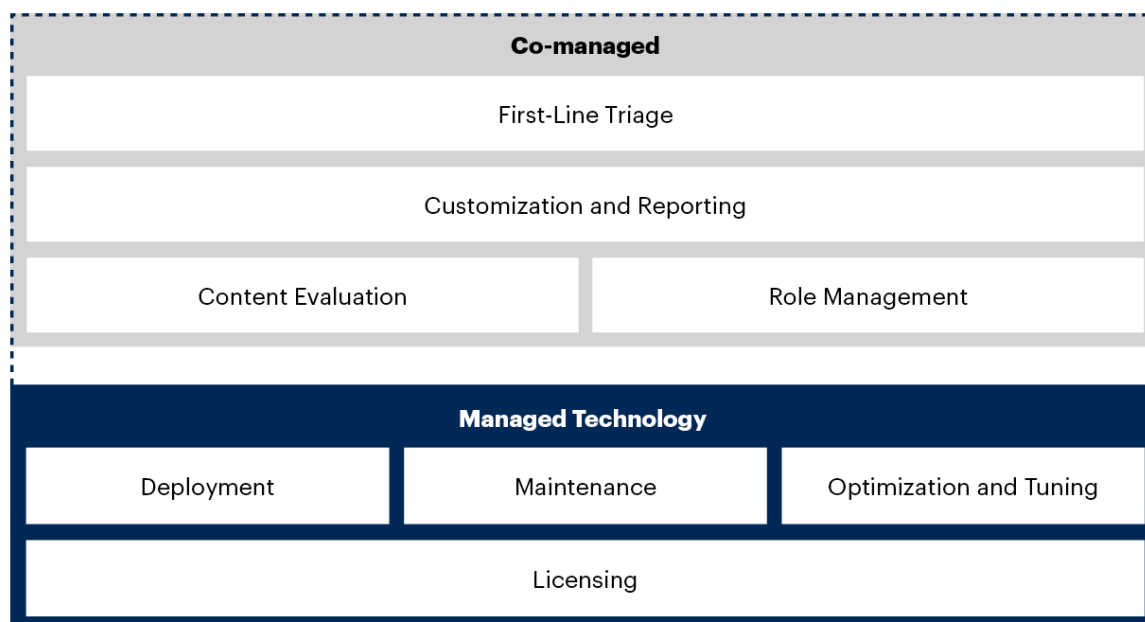 Co-managed
First-Line Triage
Customization and Reporting
Content Evaluation
Role Management
Managed Technology
Deployment
Maintenance
Optimization and Tuning
Licensing